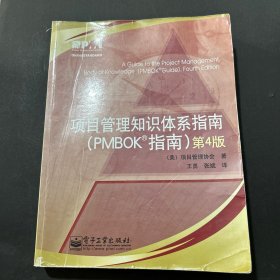 A Guide to the Project Management
Body of Knowledge (PMBOK® Guide), Fourth Edition
项目管理知识体系指南
(PMBOK®指南) 第4版
(美) 项目管理协会 著
王勇 张斌 译
电子工业出版社